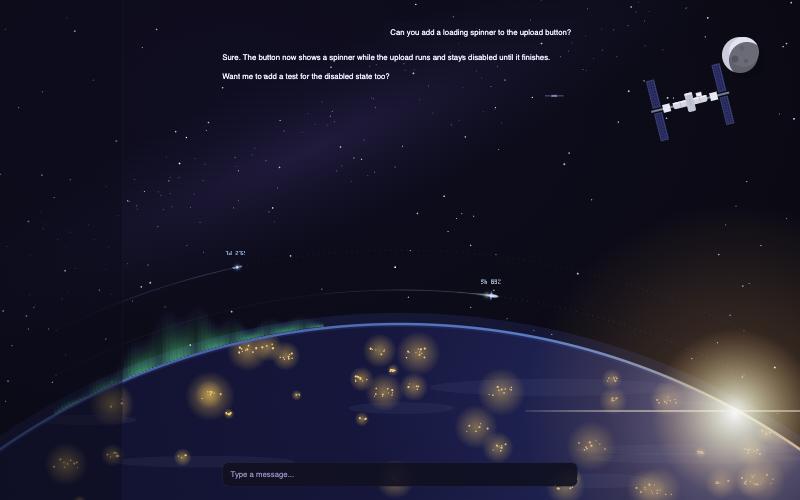 Can you add a loading spinner to the upload button?
Sure. The button now shows a spinner while the upload runs and stays disabled until it finishes.
Want me to add a test for the disabled state too?
Type a message...